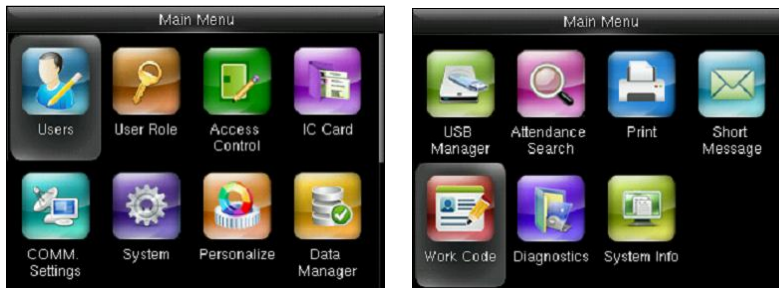 Main Menu
Users
User Role
Access
Control
IC Card
COMM.
Settings
System
Personalize
Data
Manager
Main Menu
USB
Manager
Attendance
Search
Print
Short
Message
Work Code
Diagnostics
System Info